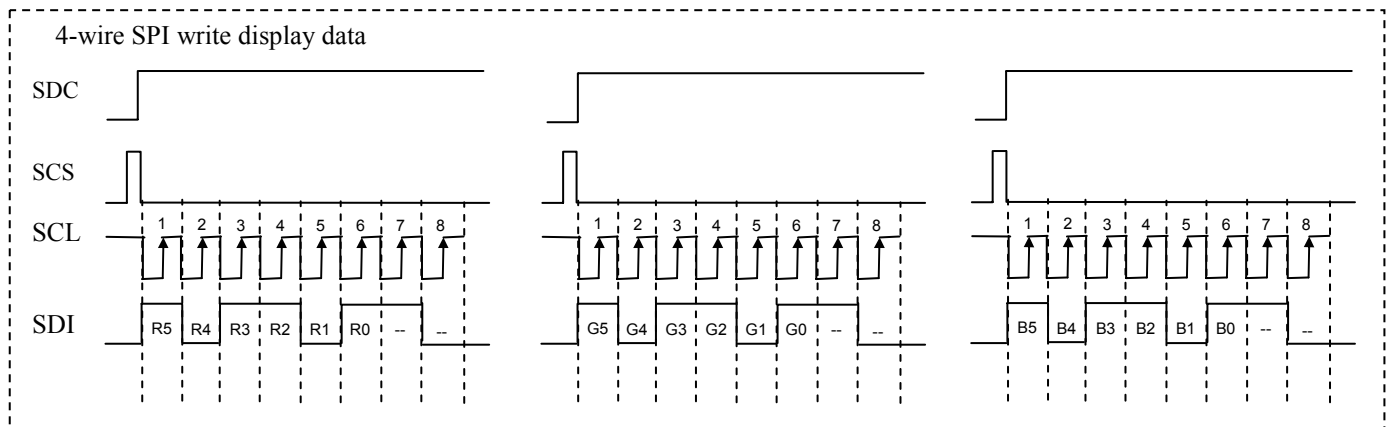 4-wire SPI write display data
SDC
SCS
SCL
1 2 3 4 5 6 7 8
1 2 3 4 5 6 7 8
1 2 3 4 5 6 7 8
SDI
R5 R4 R3 R2 R1 R0 -- --
G5 G4 G3 G2 G1 G0 -- --
B5 B4 B3 B2 B1 B0 -- --